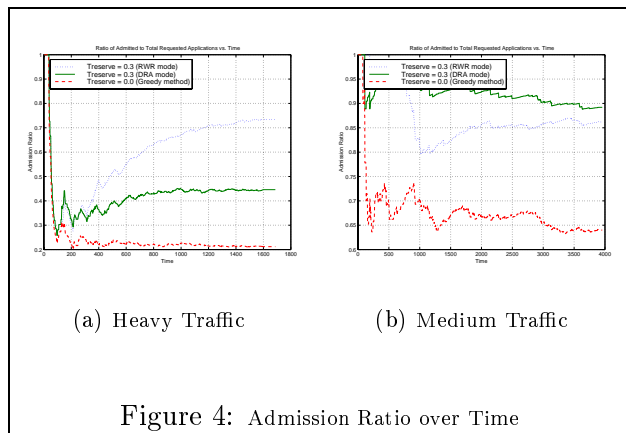 Ratio of Admitted to Total Requested Applications vs. Time
Treserve = 0.3 (RWR mode)
Treserve = 0.3 (DRA mode)
Treserve = 0.0 (Greedy method)
1
0.7
0.6
0.5
0.4
0.3
0.2
Admission Ratio
0 200 400 600 800 1000 1200 1400 1600 1800
Time
(a) Heavy Traffic
Ratio of Admitted to Total Requested Applications vs. Time
Treserve = 0.3 (RWR mode)
Treserve = 0.3 (DRA mode)
Treserve = 0.0 (Greedy method)
1
0.95
0.9
0.85
0.8
0.75
0.7
0.65
0.6
Admission Ratio
0 500 1000 1500 2000 2500 3000 3500 4000
Time
(b) Medium Traffic
Figure 4: Admission Ratio over Time